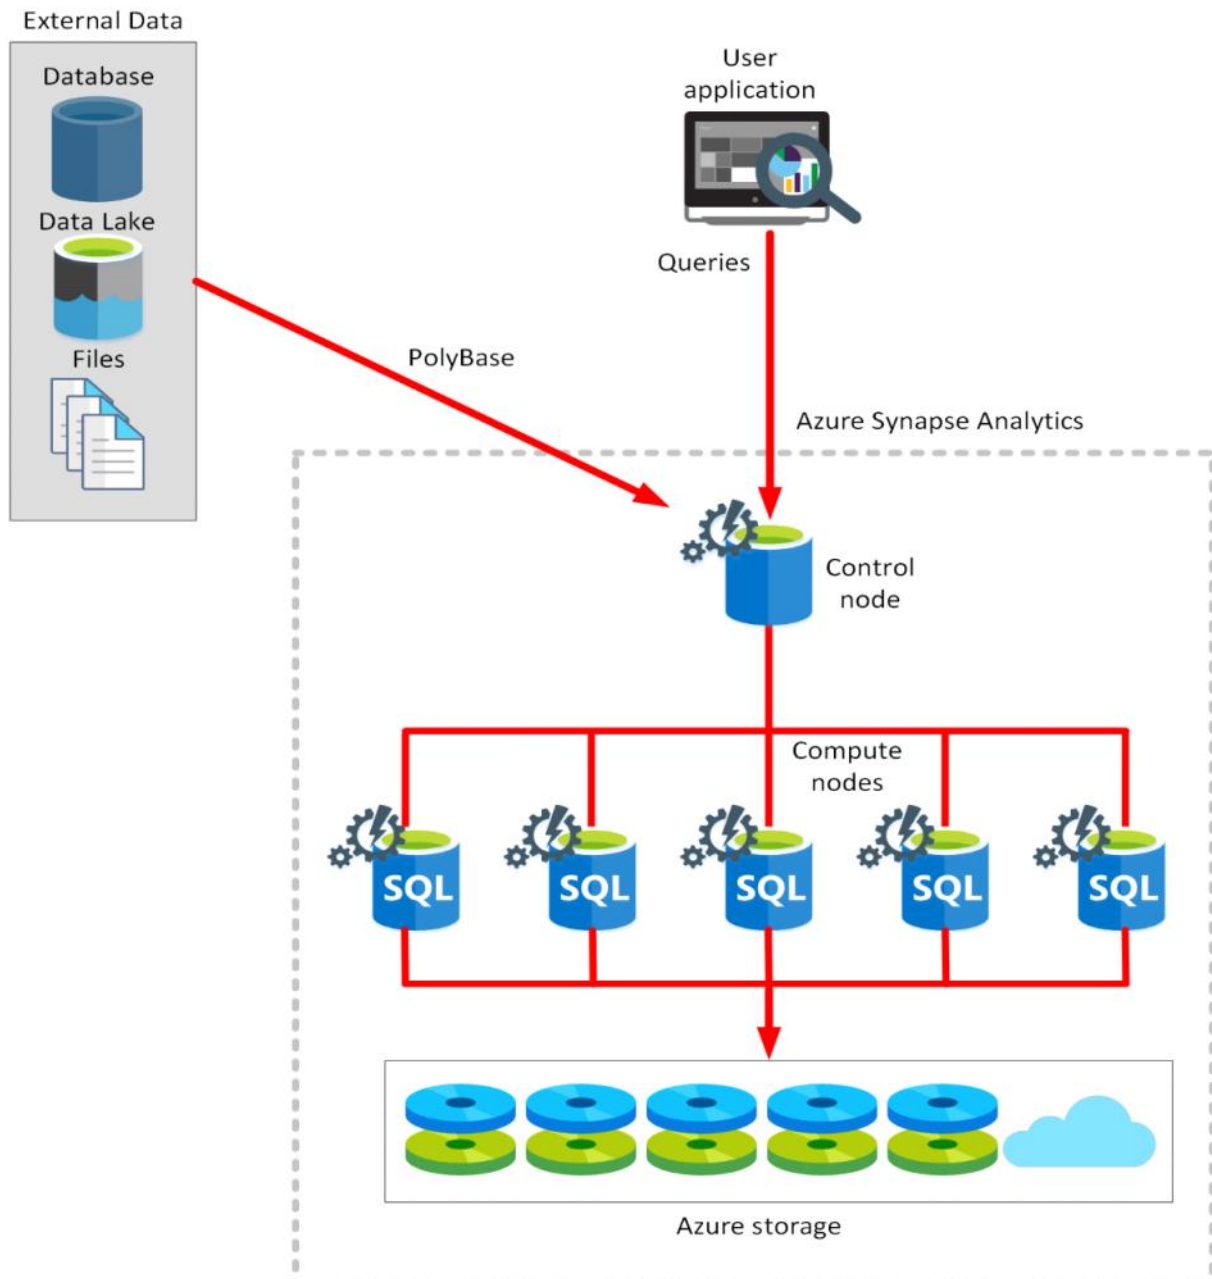 External Data
Database
Data Lake
Files
User
application
Queries
PolyBase
Azure Synapse Analytics
Control
node
Compute
nodes
SQL
SQL
SQL
SQL
SQL
Azure storage